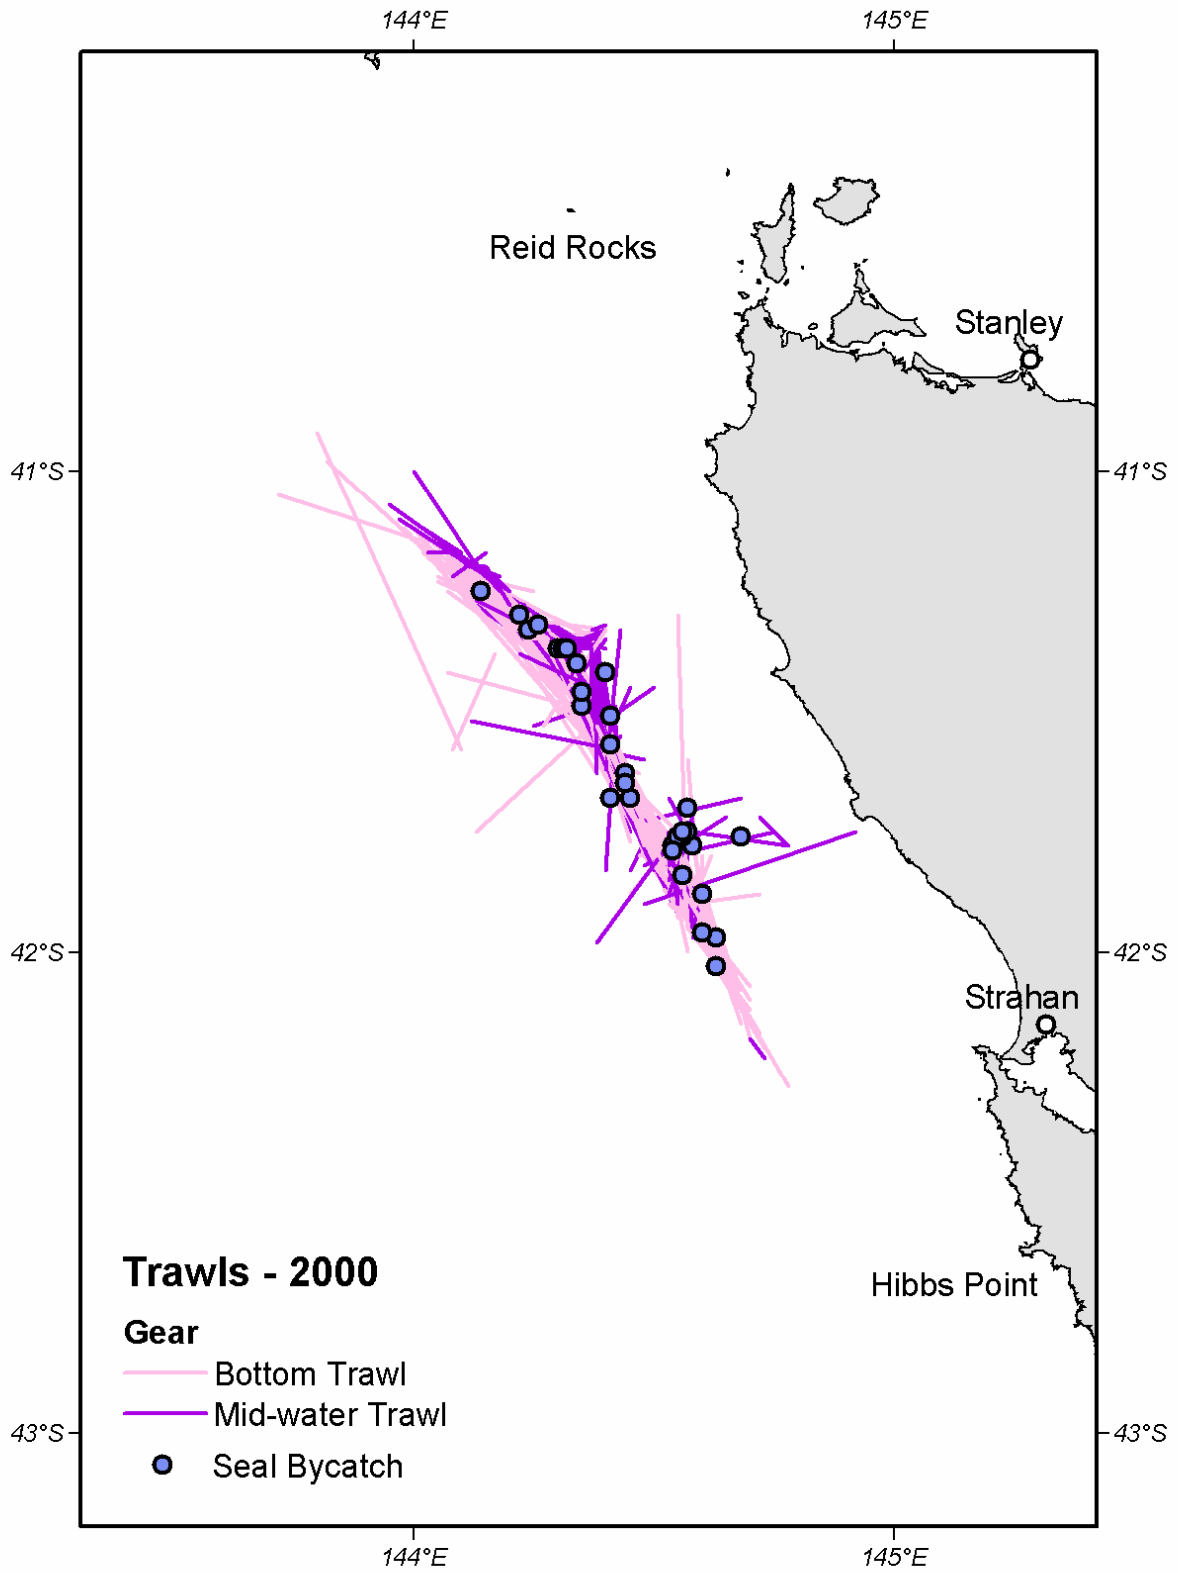 144°E
145°E
Reid Rocks
Stanley
41°S
41°S
42°S
42°S
Strahan
Trawls - 2000
Hibbs Point
Gear
Bottom Trawl
Mid-water Trawl
43°S
43°S
Seal Bycatch
144°E
145°E